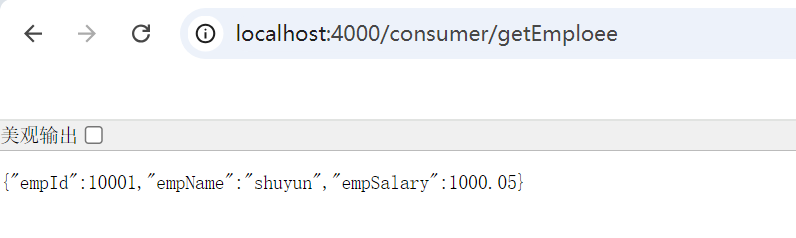 localhost:4000/consumer/getEmploee
美观输出
{"empId":10001,"empName":"shuyun","empSalary":1000.05}